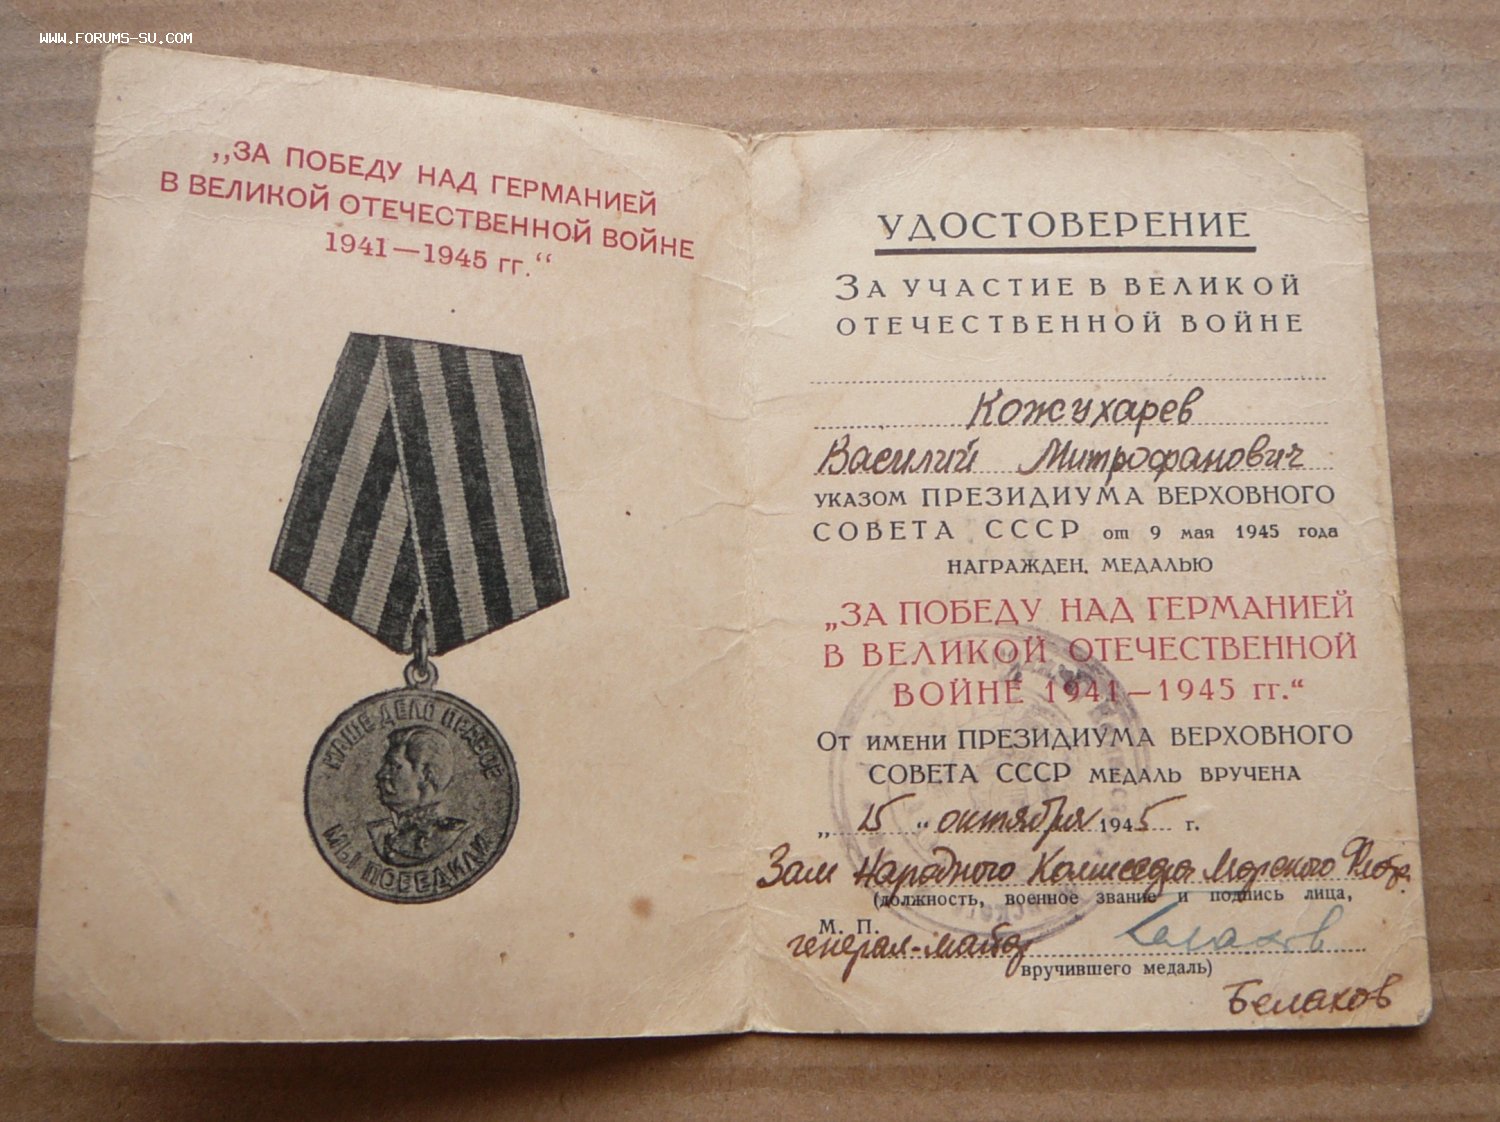 WWW.FORUMS-SU.COM
„ЗА ПОБЕДУ НАД ГЕРМАНИЕЙ
В ВЕЛИКОЙ ОТЕЧЕСТВЕННОЙ ВОЙНЕ
1941—1945 гг.“
НАШЕ ДЕЛО ПРАВОЕ
МЫ ПОБЕДИЛИ
УДОСТОВЕРЕНИЕ
ЗА УЧАСТИЕ В ВЕЛИКОЙ
ОТЕЧЕСТВЕННОЙ ВОЙНЕ
Кожухарев
Василий Митрофанович
УКАЗОМ ПРЕЗИДИУМА ВЕРХОВНОГО
СОВЕТА СССР от 9 мая 1945 года
НАГРАЖДЕН. МЕДАЛЬЮ
„ЗА ПОБЕДУ НАД ГЕРМАНИЕЙ
В ВЕЛИКОЙ ОТЕЧЕСТВЕННОЙ
ВОЙНЕ 1941—1945 гг.“
ОТ ИМЕНИ ПРЕЗИДИУМА ВЕРХОВНОГО
СОВЕТА СССР МЕДАЛЬ ВРУЧЕНА
„15“ октября 1945 г.
Зам Народного Комиссара Морского Флота
(должность, военное звание и подпись лица,
М. П.
генерал-майор
вручившего медаль)
Белахов